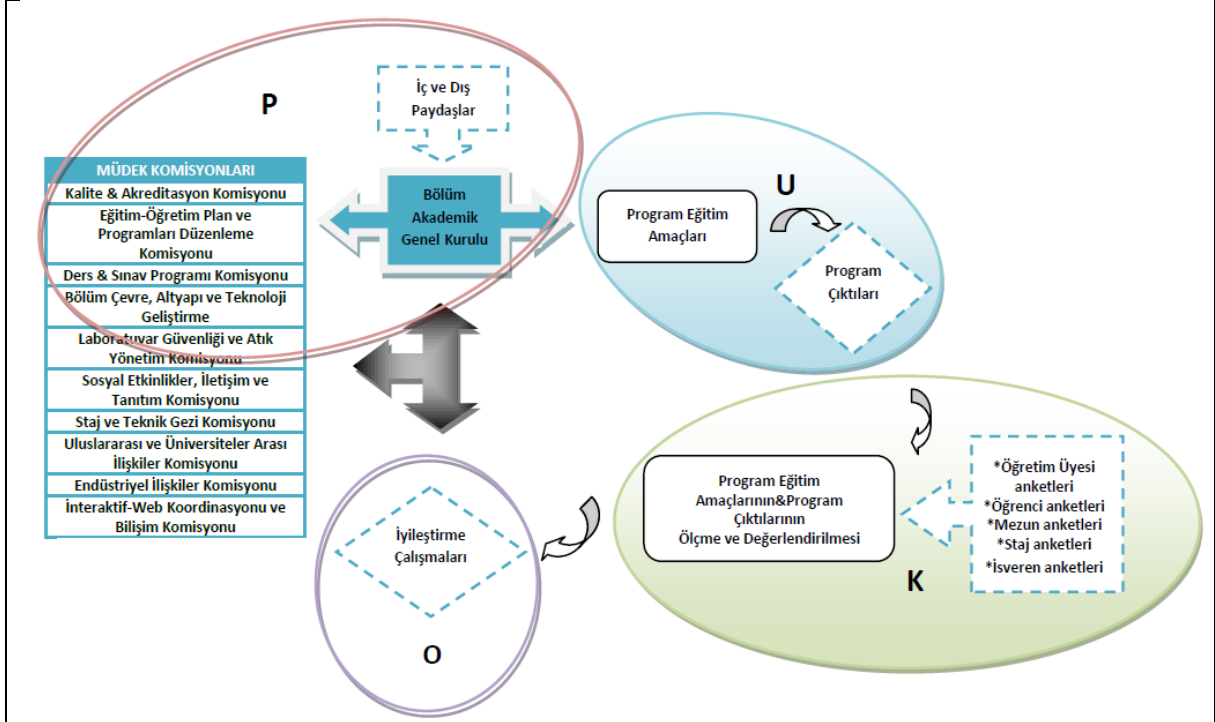 P
İç ve Dış
Paydaşlar
MÜDEK KOMİSYONLARI
Kalite & Akreditasyon Komisyonu
Eğitim-Öğretim Plan ve
Programları Düzenleme
Komisyonu
Ders & Sınav Programı Komisyonu
Bölüm Çevre, Altyapı ve Teknoloji
Geliştirme
Laboratuvar Güvenliği ve Atık
Yönetim Komisyonu
Sosyal Etkinlikler, İletişim ve
Tanıtım Komisyonu
Staj ve Teknik Gezi Komisyonu
Uluslararası ve Üniversiteler Arası
İlişkiler Komisyonu
Endüstriyel İlişkiler Komisyonu
İnteraktif-Web Koordinasyonu ve
Bilişim Komisyonu
Bölüm
Akademik
Genel Kurulu
U
Program Eğitim
Amaçları
Program
Çıktıları
Program Eğitim
Amaçlarının&Program
Çıktılarının
Ölçme ve Değerlendirilmesi
*Öğretim Üyesi
anketleri
*Öğrenci anketleri
*Mezun anketleri
*Staj anketleri
*İsveren anketleri
K
İyileştirme
Çalışmaları
O